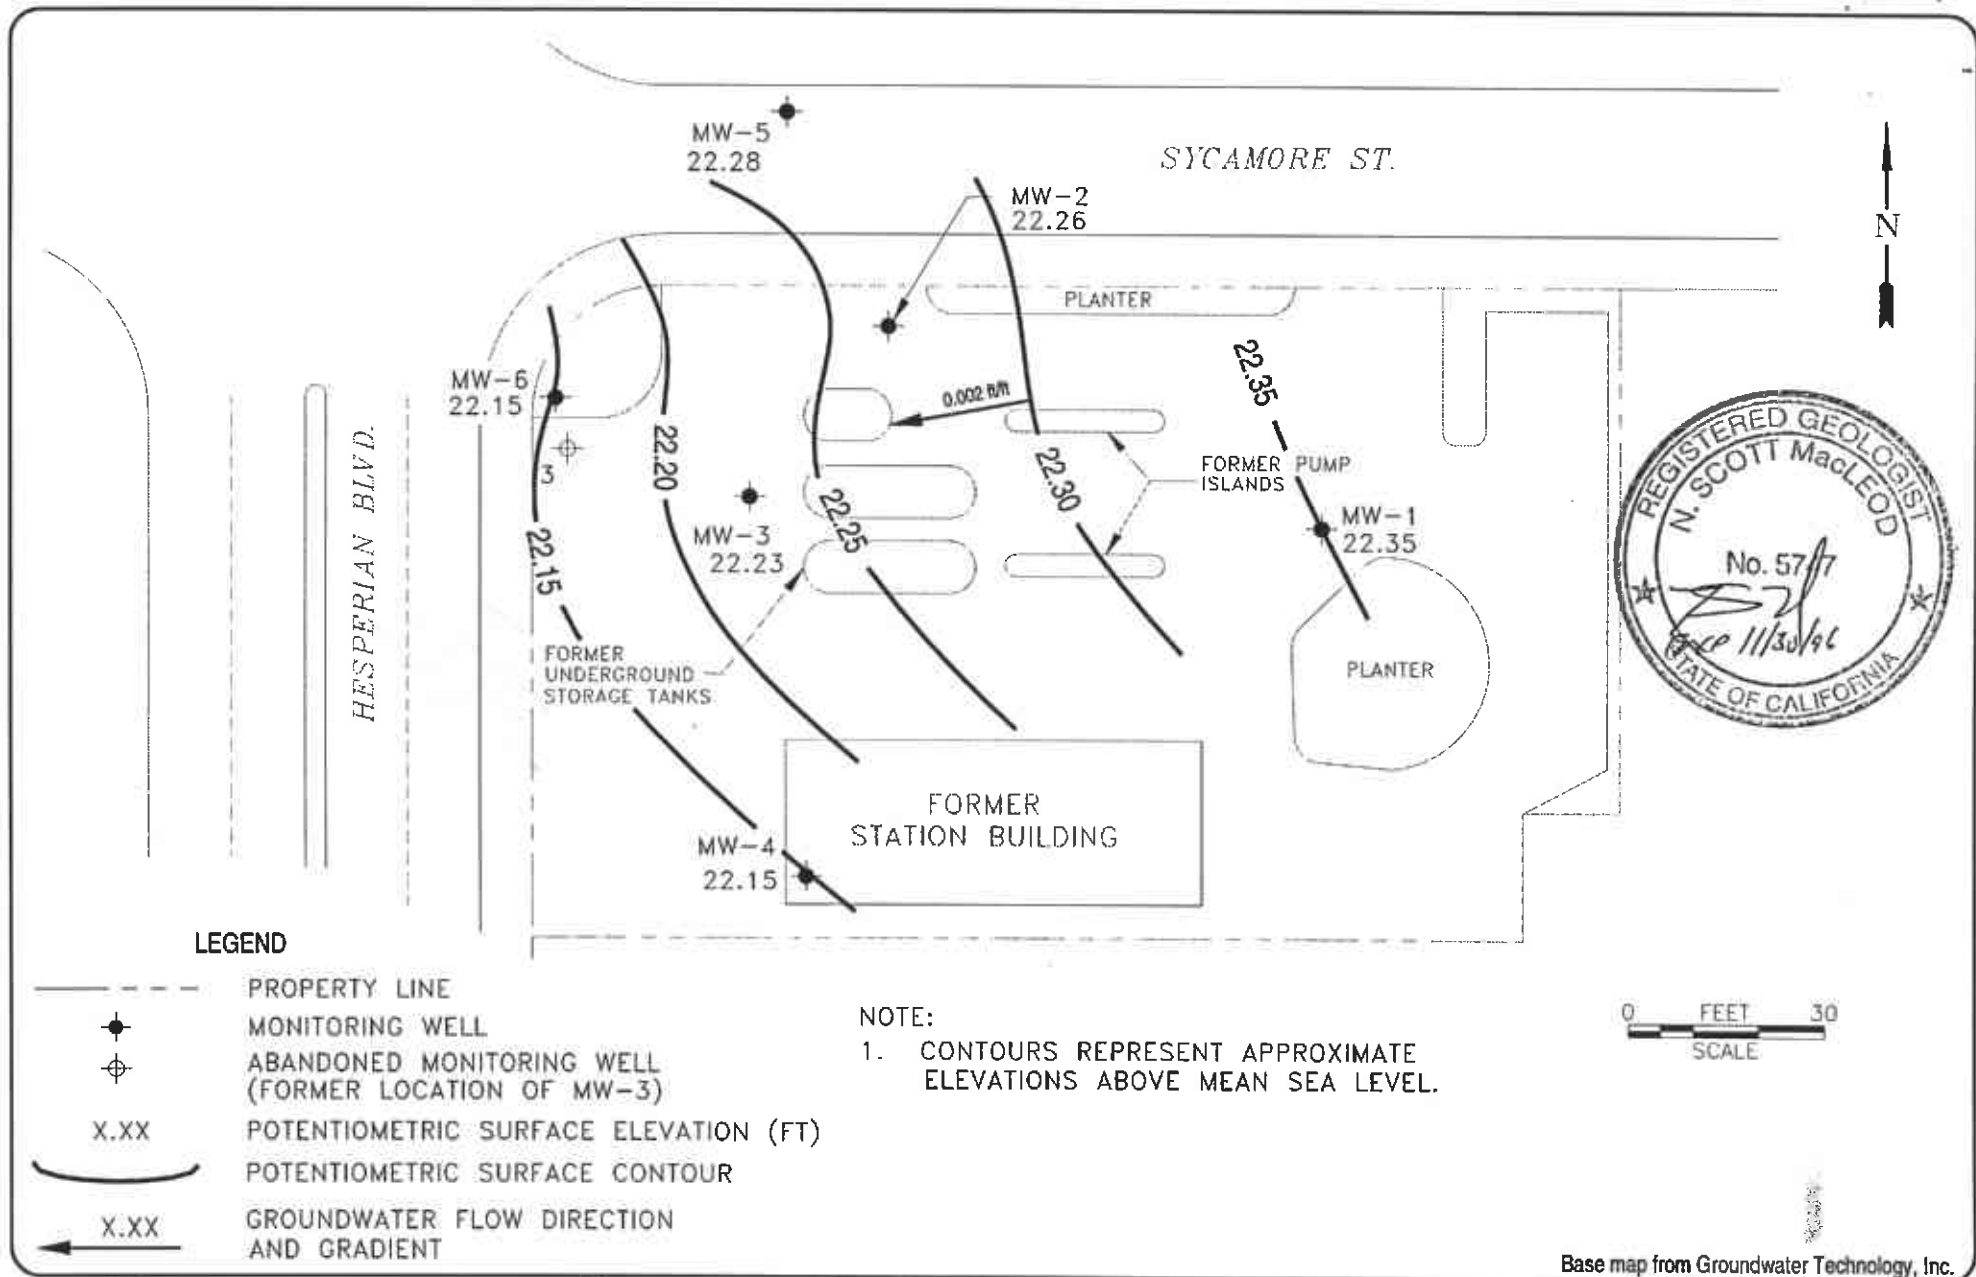 MW-5
22.28
SYCAMORE ST.
MW-2
22.26
N
PLANTER
22.35
MW-6
22.15
0.002 ft/ft
3
22.20
22.30
FORMER PUMP
ISLANDS
22.25
MW-3
22.23
MW-1
22.35
22.15
HESPERIAN BLVD.
FORMER
UNDERGROUND
STORAGE TANKS
PLANTER
REGISTERED GEOLOGIST
N. SCOTT MacLEOD
No.
11/30/96
STATE OF CALIFORNIA
FORMER
STATION BUILDING
MW-4
22.15
LEGEND
PROPERTY LINE
MONITORING WELL
ABANDONED MONITORING WELL
(FORMER LOCATION OF MW-3)
X.XX POTENTIOMETRIC SURFACE ELEVATION (FT)
POTENTIOMETRIC SURFACE CONTOUR
X.XX GROUNDWATER FLOW DIRECTION
AND GRADIENT
NOTE:
1. CONTOURS REPRESENT APPROXIMATE
ELEVATIONS ABOVE MEAN SEA LEVEL.
0 FEET 30
SCALE
Base map from Groundwater Technology, Inc.